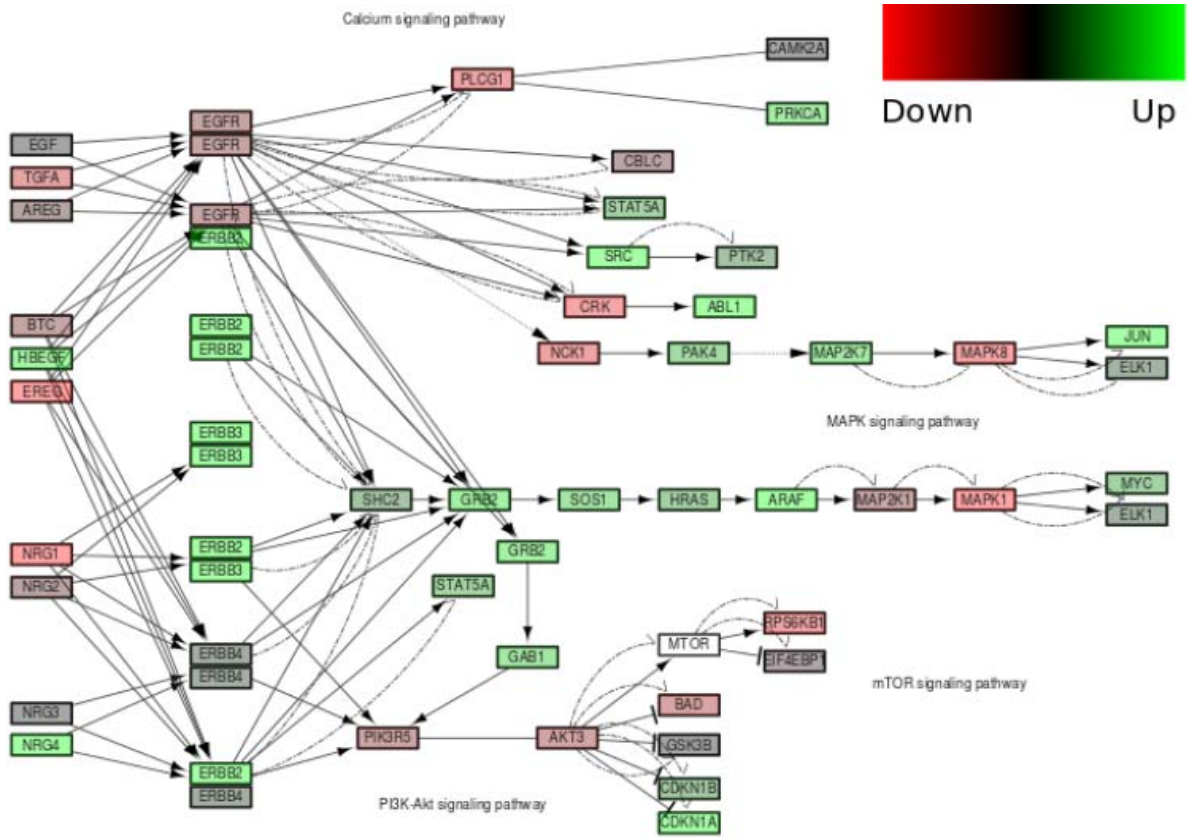 Calcium signaling pathway
Down Up
CAMK2A
PLCG1
PRKCA
EGFR
EGF
EGFR
CBLC
TGFA
AREG
EGFR
STAT5A
ERBB2
SRC
PTK2
CRK
ABL1
BTC
ERBB2
HBEGF
ERBB2
NCK1
PAK4
MAP2K7
MAPK8
JUN
ELK1
EREG
MAPK signaling pathway
ERBB3
ERBB3
SHC2
GRB2
SOS1
HRAS
ARAF
MAP2K1
MAPK1
MYC
ELK1
NRG1
ERBB2
GRB2
NRG2
ERBB3
STAT5A
RPS6KB1
MTOR
ERBB4
GAB1
EIF4EBP1
ERBB4
mTOR signaling pathway
NRG3
BAD
NRG4
PIK3R5
AKT3
GSK3B
ERBB2
CDKN1B
ERBB4
PI3K-Akt signaling pathway
CDKN1A